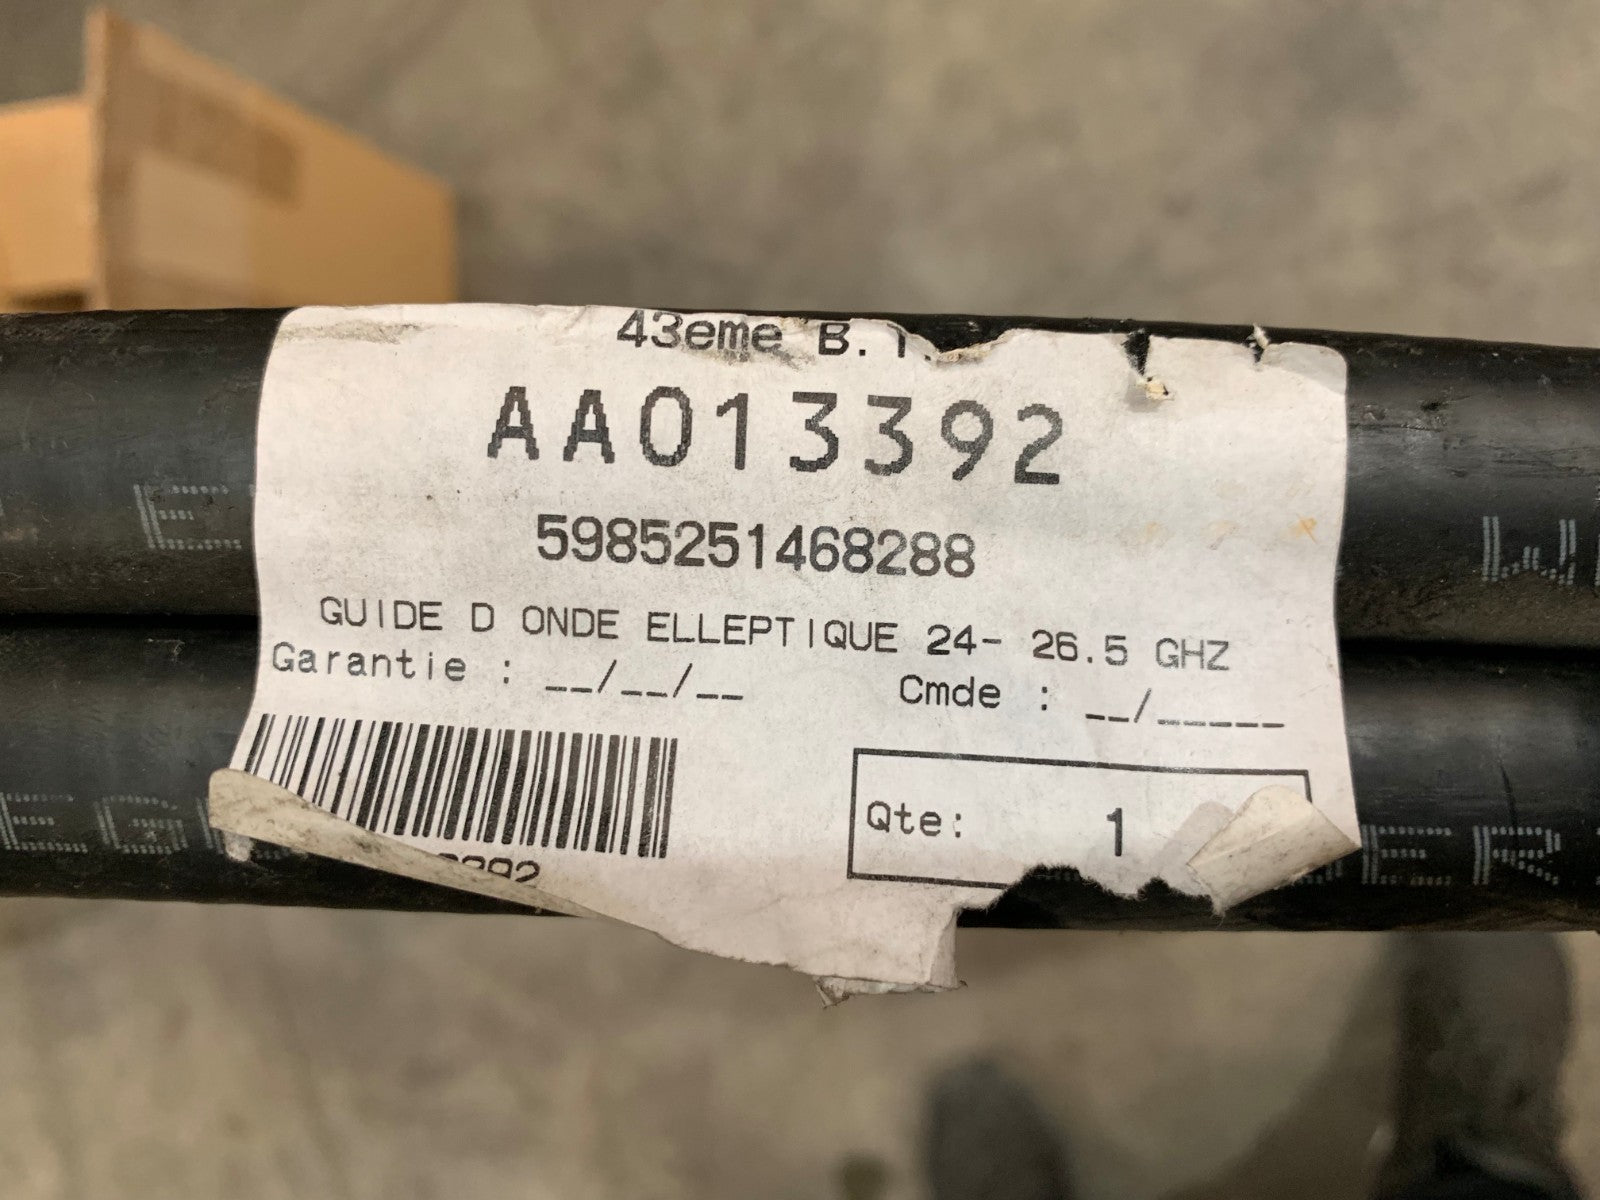 43eme B.T.
AA013392
5985251468288
GUIDE D ONDE ELLEPTIQUE 24- 26.5 GHZ
Garantie : __/__/__
Cmde : __/_____
Qte: 1